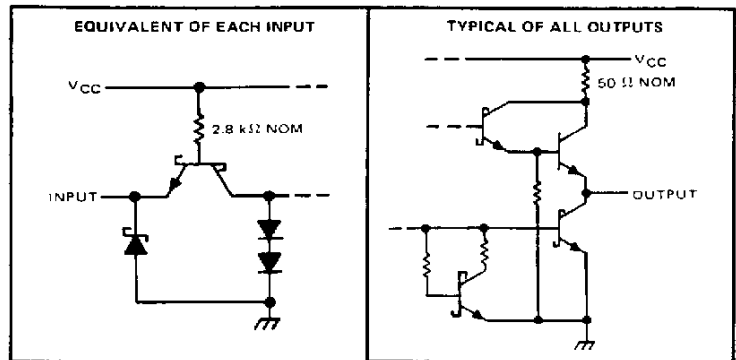 EQUIVALENT OF EACH INPUT
VCC
2.8 kΩ NOM
INPUT
TYPICAL OF ALL OUTPUTS
VCC
50 Ω NOM
OUTPUT